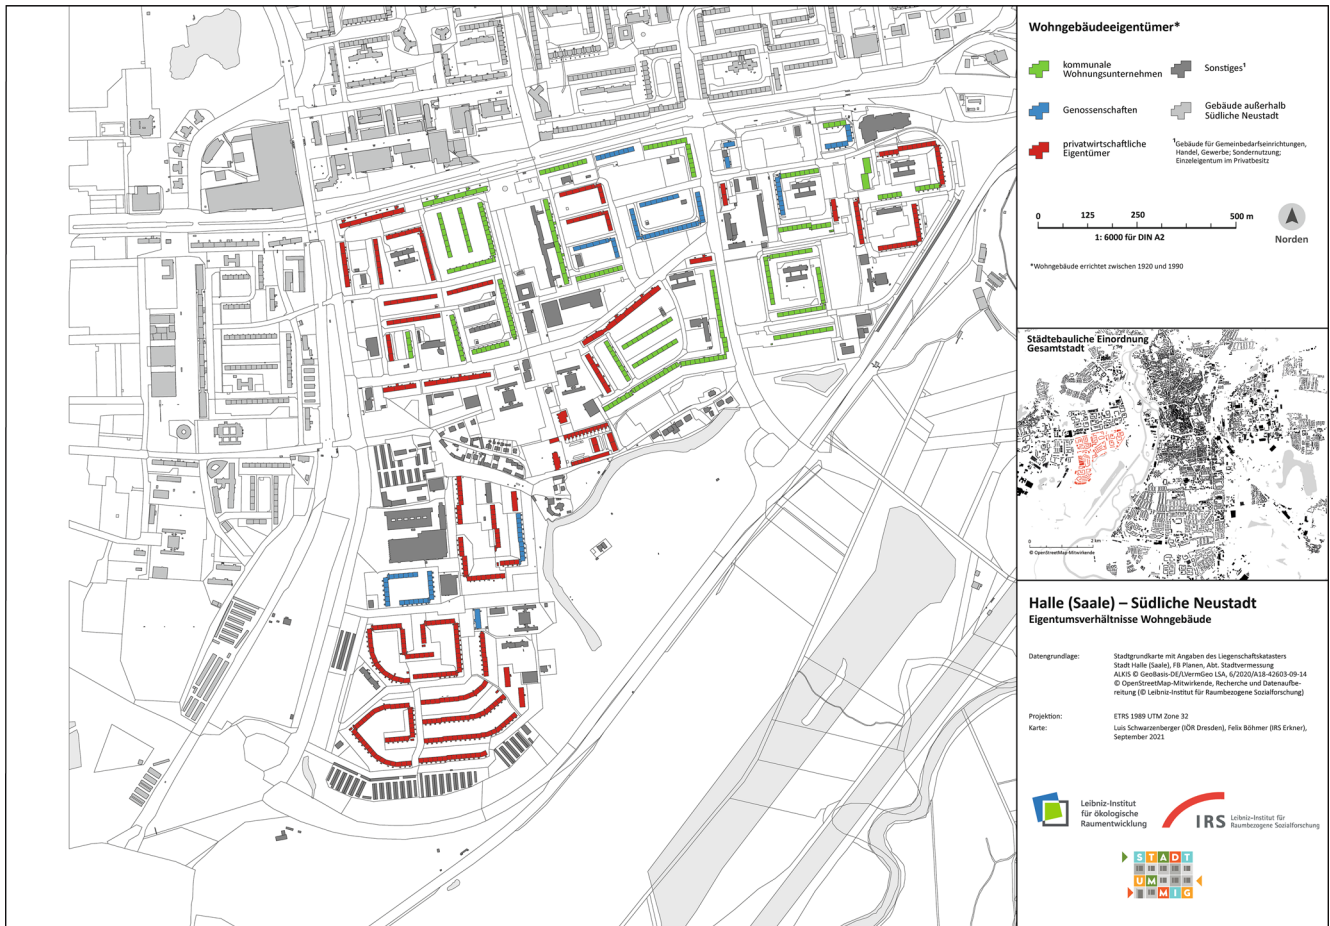 Wohngebäudeeigentümer*
kommunale
Wohnungsunternehmen
Sonstiges¹
Genossenschaften
Gebäude außerhalb
Südliche Neustadt
privatwirtschaftliche
Eigentümer
¹Gebäude für Gemeinbedarfseinrichtungen,
Handel, Gewerbe; Sondernutzung;
Einzeleigentum im Privatbesitz
0 125 250 500 m
1: 6000 für DIN A2
Norden
*Wohngebäude errichtet zwischen 1920 und 1990
Städtebauliche Einordnung
Gesamtstadt
0 2 km
© OpenStreetMap-Mitwirkende
Halle (Saale) – Südliche Neustadt
Eigentumsverhältnisse Wohngebäude
Datengrundlage: Stadtgrundkarte mit Angaben des Liegenschaftskatasters
Stadt Halle (Saale), FB Planen, Abt. Stadtvermessung
ALKIS © GeoBasis-DE/LVermGeo LSA, 6/2020/A18-42603-09-14
© OpenStreetMap-Mitwirkende, Recherche und Datenaufbe-
reitung (© Leibniz-Institut für Raumbezogene Sozialforschung)
Projektion: ETRS 1989 UTM Zone 32
Karte: Luis Schwarzenberger (IÖR Dresden), Felix Böhmer (IRS Erkner),
September 2021
Leibniz-Institut
für ökologische
Raumentwicklung
IRS
Leibniz-Institut für
Raumbezogene Sozialforschung
STADT
UM
MIG